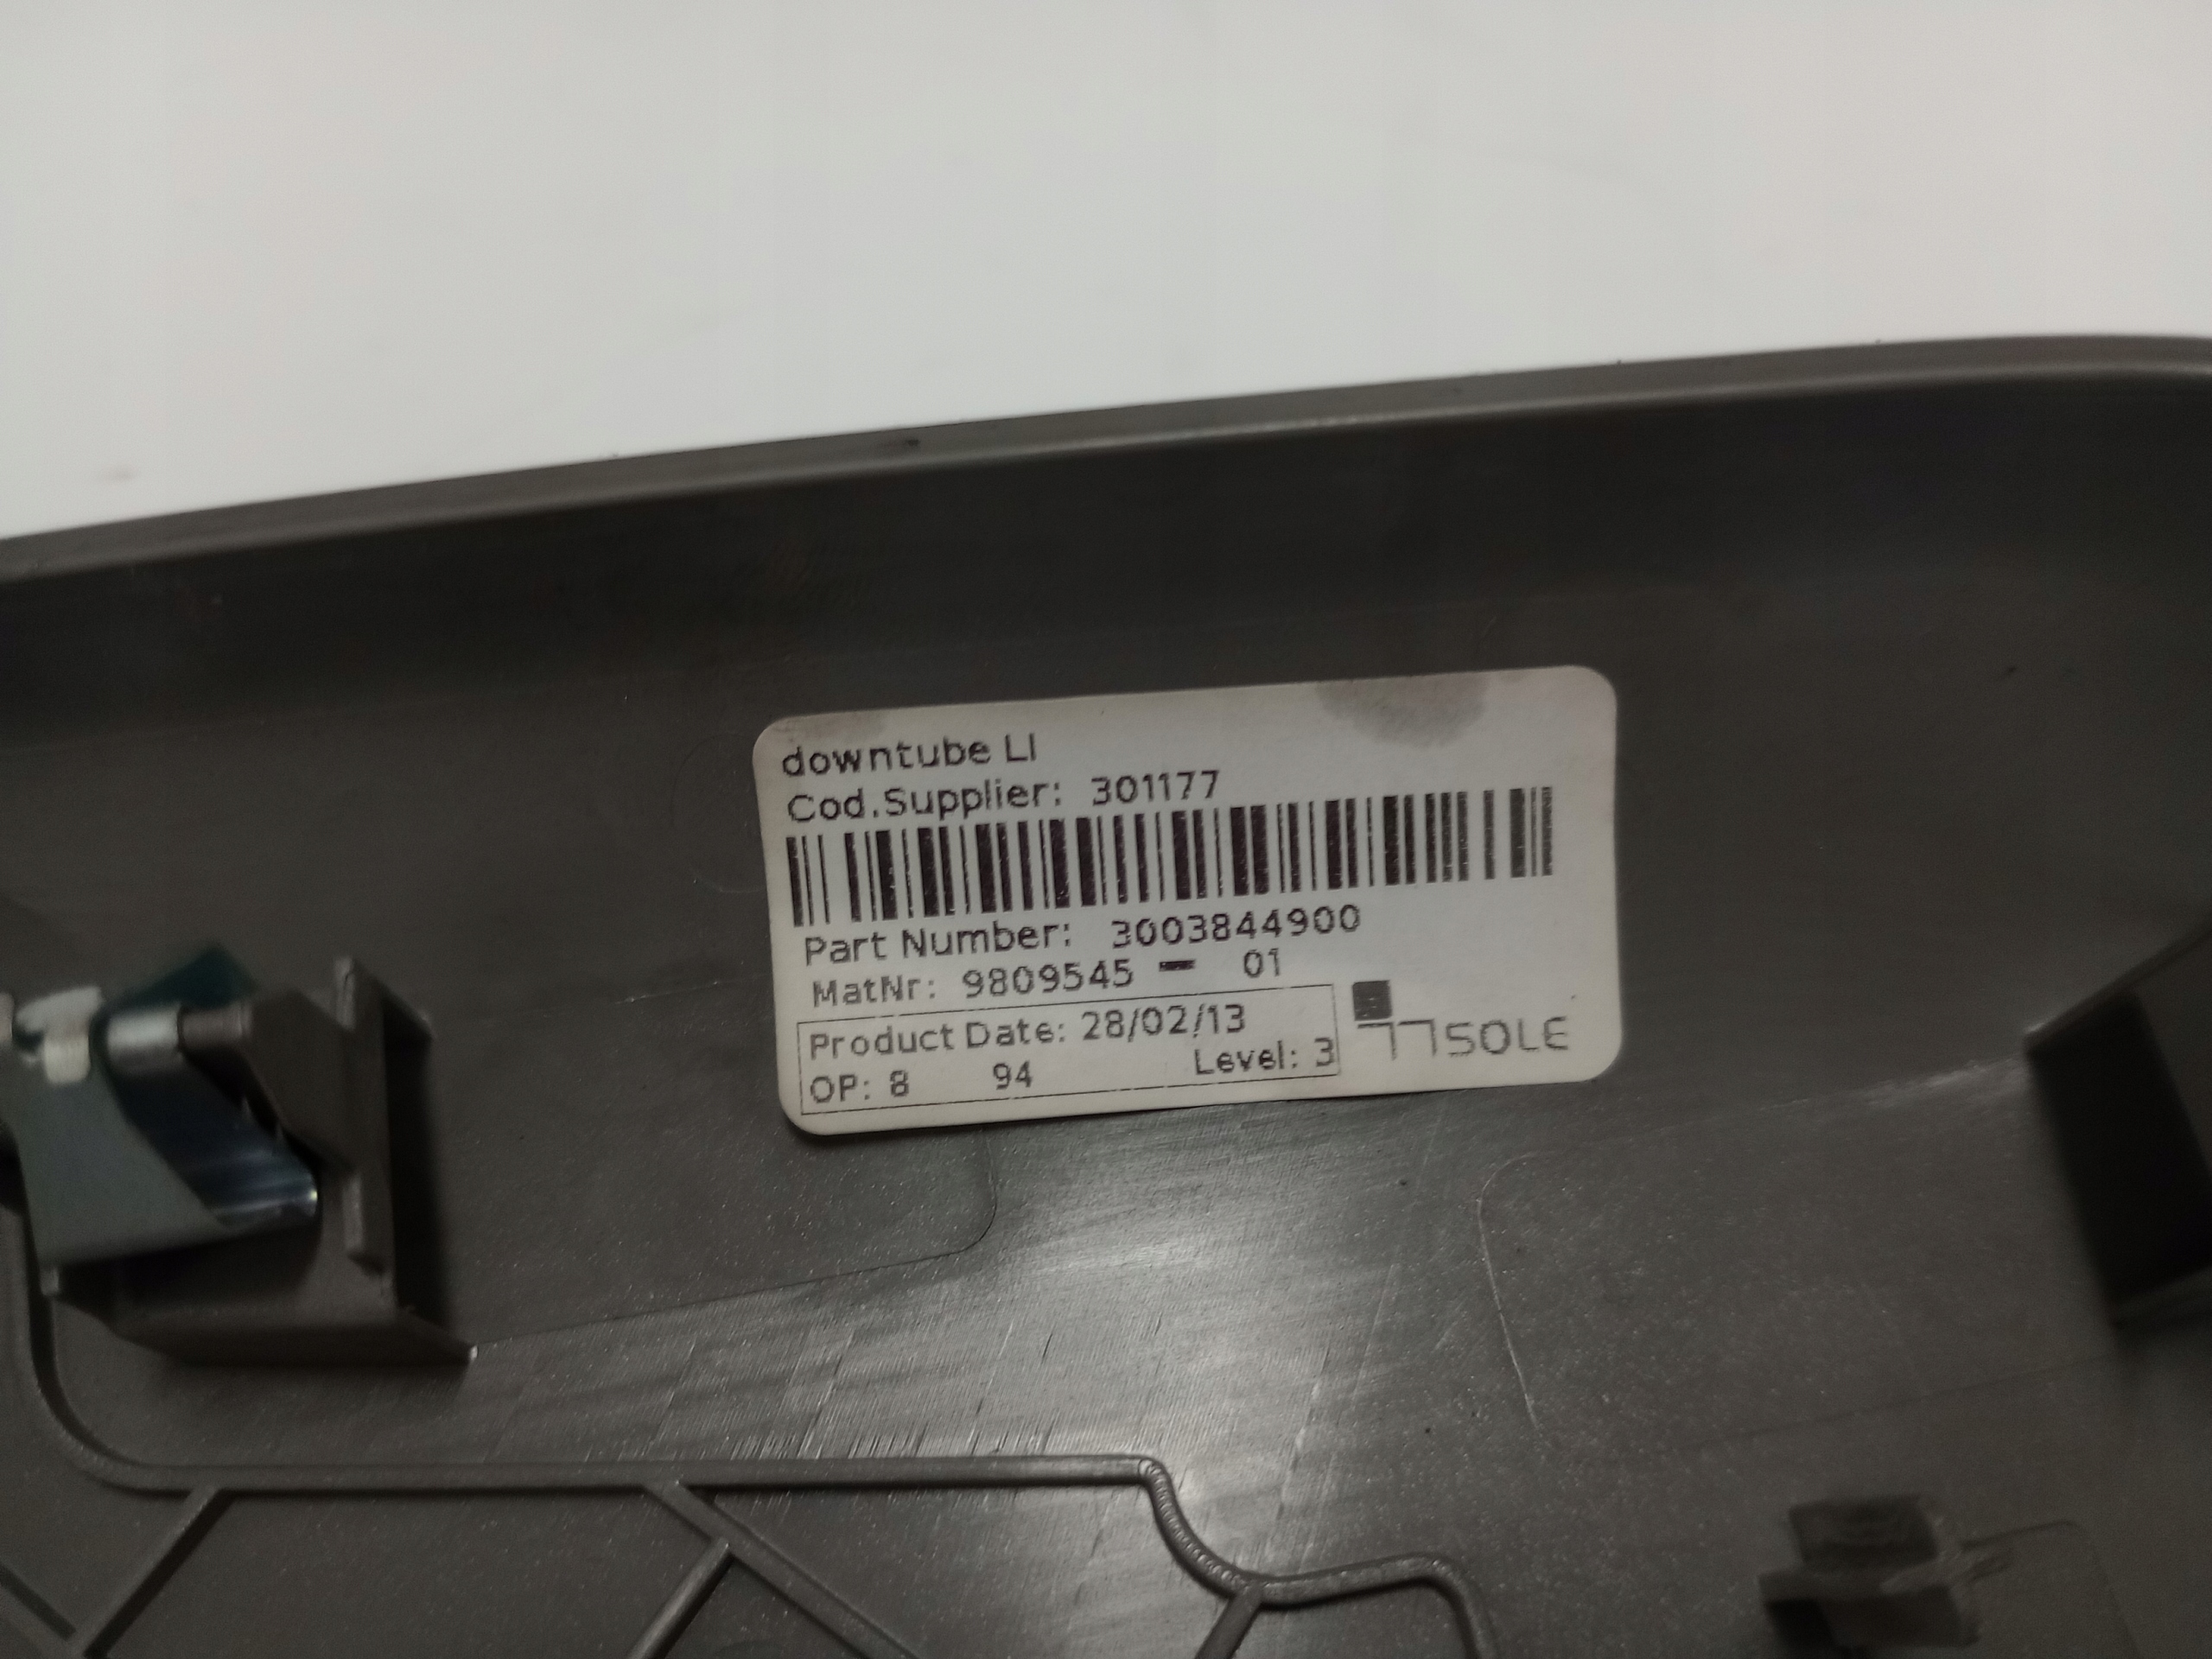 downtube LI
Cod.Supplier: 301177
Part Number: 3003844900
MatNr: 9809545 - 01
Product Date: 28/02/13
OP: 8 94 Level: 3
SOLE